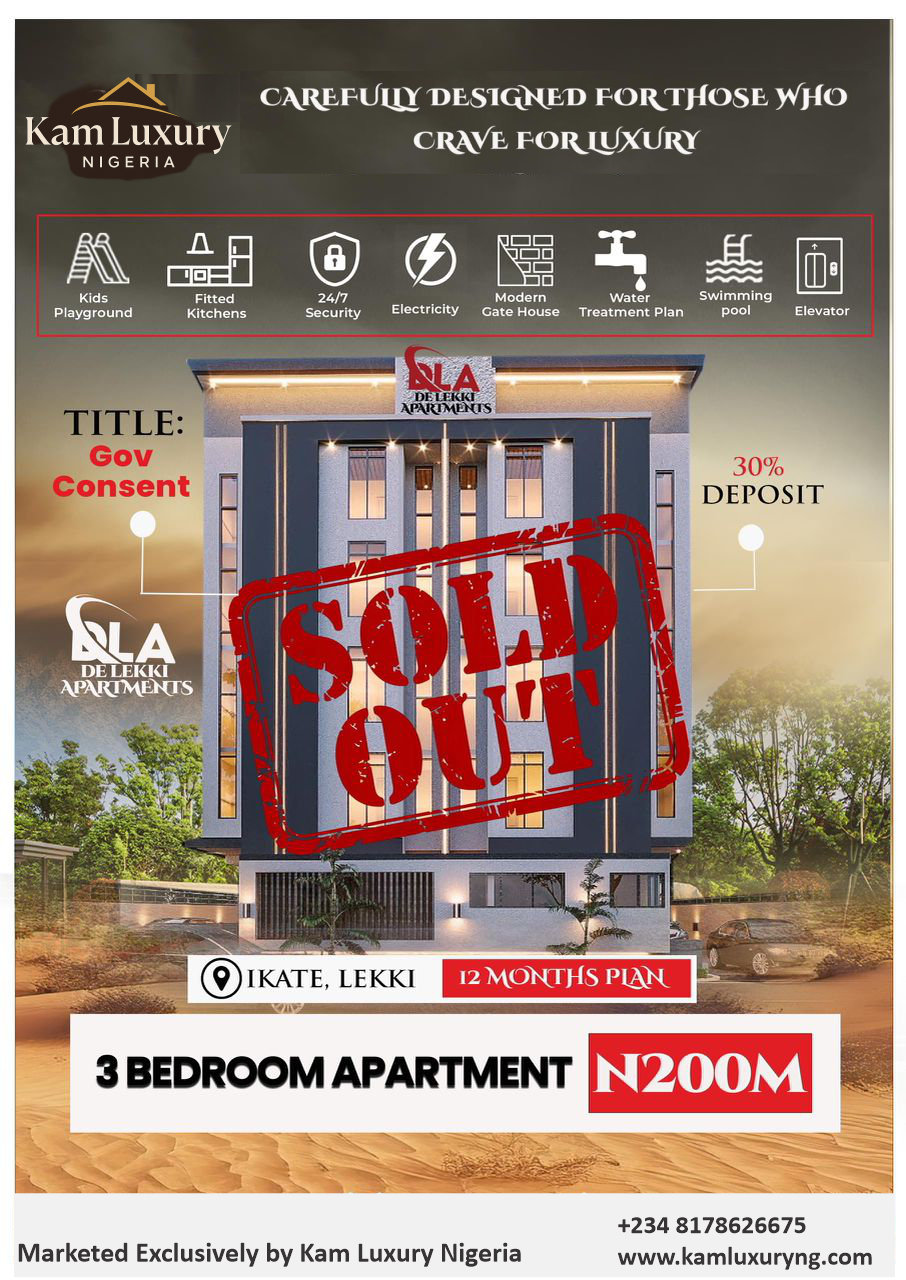 Kam Luxury
NIGERIA
CAREFULLY DESIGNED FOR THOSE WHO
CRAVE FOR LUXURY
Kids
Playground
Fitted
Kitchens
24/7
Security
Electricity
Modern
Gate House
Water
Treatment Plan
Swimming
pool
Elevator
DLA
DE LEKKI
APARTMENTS
TITLE:
Gov
Consent
30%
DEPOSIT
DLA
DE LEKKI
APARTMENTS
SOLD
OUT
IKATE, LEKKI
12 MONTHS PLAN
3 BEDROOM APARTMENT
N200M
Marketed Exclusively by Kam Luxury Nigeria
+234 8178626675
www.kamluxuryng.com